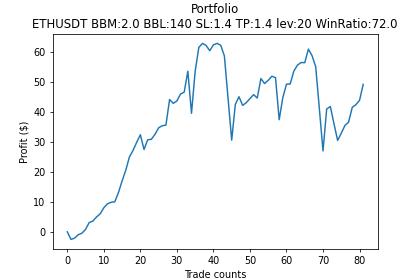 Portfolio
ETHUSDT BBM:2.0 BBL:140 SL:1.4 TP:1.4 lev:20 WinRatio:72.0
60
50
40
30
20
10
0
Profit ($)
0 10 20 30 40 50 60 70 80
Trade counts